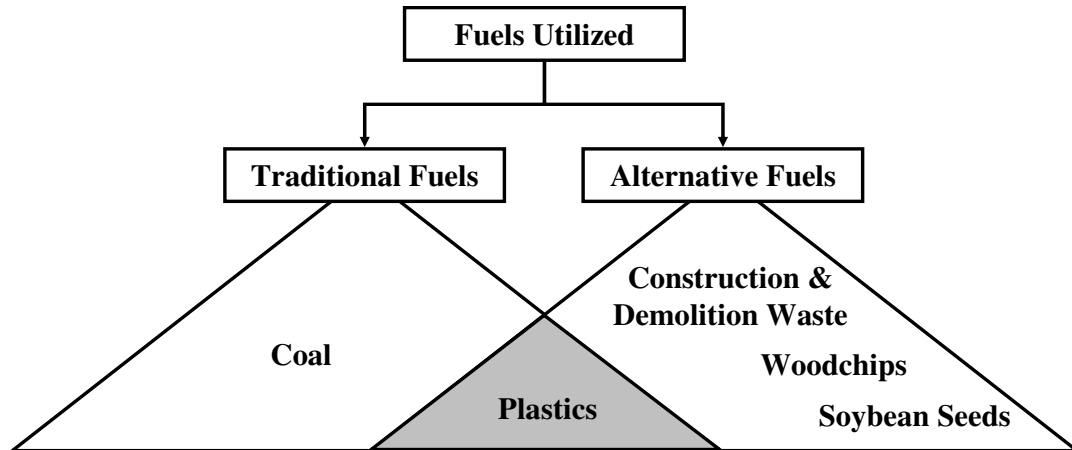 Fuels Utilized
Traditional Fuels
Alternative Fuels
Construction &
Demolition Waste
Coal
Woodchips
Plastics
Soybean Seeds